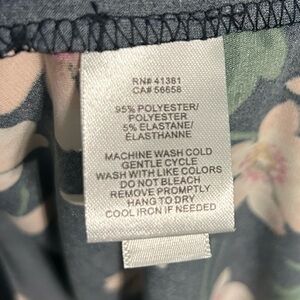 RN# 41381
CA# 56658
95% POLYESTER/
POLYESTER
5% ELASTANE/
ÉLASTHANNE
MACHINE WASH COLD
GENTLE CYCLE
WASH WITH LIKE COLORS
DO NOT BLEACH
REMOVE PROMPTLY
HANG TO DRY
COOL IRON IF NEEDED